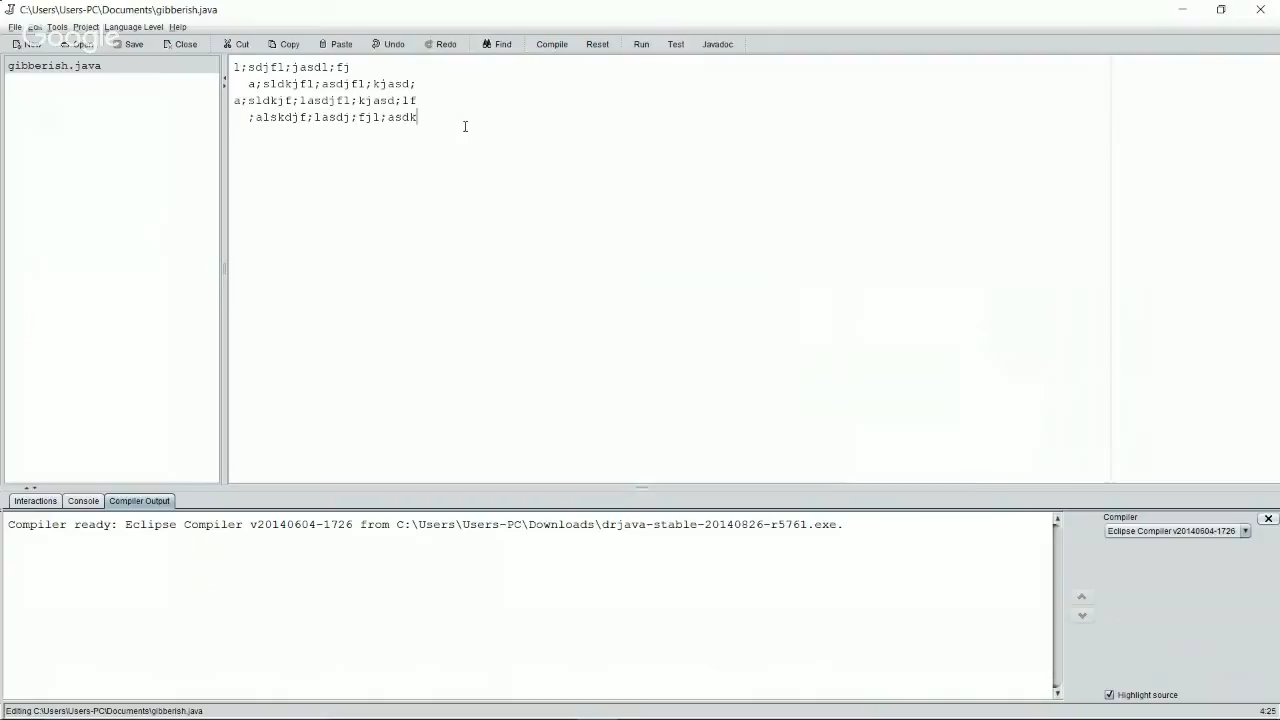 C:\Users\Users-PC\Documents\gibberish.java
File Edit Tools Project Language Level Help
Google
New Open Save Close Cut Copy Paste Undo Redo Find Compile Reset Run Test Javadoc
gibberish.java
l;sdjfl;jasdl;fj
a;sldkjfl;asdjfl;kjasd;
a;sldkjf;lasdjfl;kjasd;lf
;alskdjf;lasdj;fjl;asdk
Interactions Console Compiler Output
Compiler ready: Eclipse Compiler v20140604-1726 from C:\Users\Users-PC\Downloads\drjava-stable-20140826-r5761.exe.
Compiler
Eclipse Compiler v20140604-1726
Highlight source
Editing C:\Users\Users-PC\Documents\gibberish.java
4:25